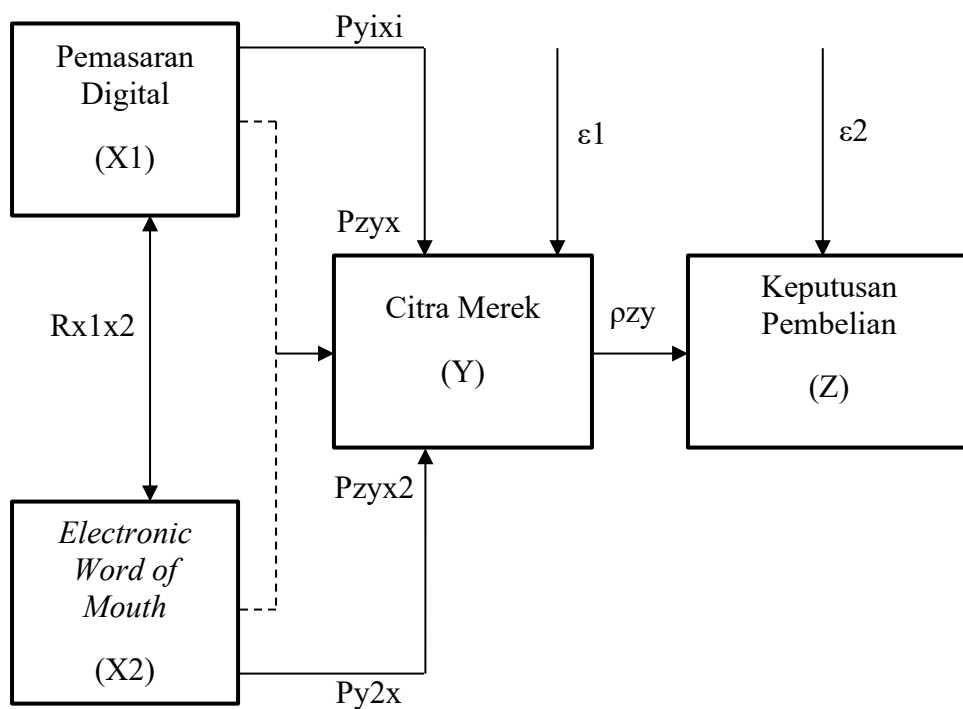 Pyixi
Pemasaran
Digital
(X1)
ε1
ε2
Pzyx
Rx1x2
Citra Merek
(Y)
ρzy
Keputusan
Pembelian
(Z)
Pzyx2
Electronic
Word of
Mouth
(X2)
Py2x